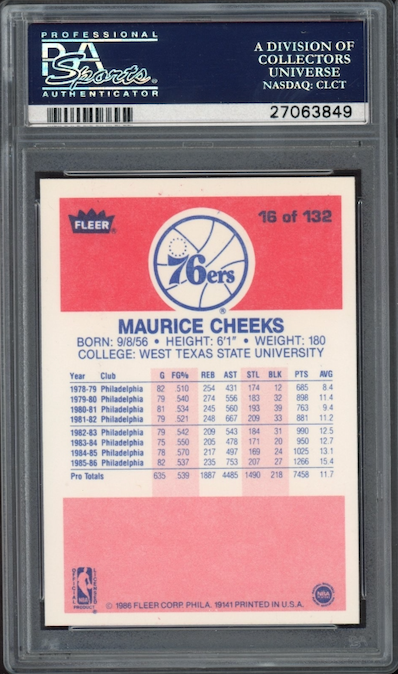 PROFESSIONAL
PSA
Sports
AUTHENTICATOR
A DIVISION OF
COLLECTORS
UNIVERSE
NASDAQ: CLCT
27063849
FLEER
16 of 132
76ers
MAURICE CHEEKS
BORN: 9/8/56 • HEIGHT: 6'1" • WEIGHT: 180
COLLEGE: WEST TEXAS STATE UNIVERSITY
Year Club G FG% REB AST STL BLK PTS AVG
1978-79 Philadelphia 82 .510 254 431 174 12 685 8.4
1979-80 Philadelphia 79 .540 274 556 183 32 898 11.4
1980-81 Philadelphia 81 .534 245 560 193 39 763 9.4
1981-82 Philadelphia 79 .521 248 667 209 33 881 11.2
1982-83 Philadelphia 79 .542 209 543 184 31 990 12.5
1983-84 Philadelphia 75 .550 205 478 171 20 950 12.7
1984-85 Philadelphia 78 .570 217 497 169 24 1025 13.1
1985-86 Philadelphia 82 .537 235 753 207 27 1266 15.4
Pro Totals 635 .539 1887 4485 1490 218 7458 11.7
OFFICIAL LICENSED
NBA
PRODUCT
© 1986 FLEER CORP. PHILA. 19141 PRINTED IN U.S.A.